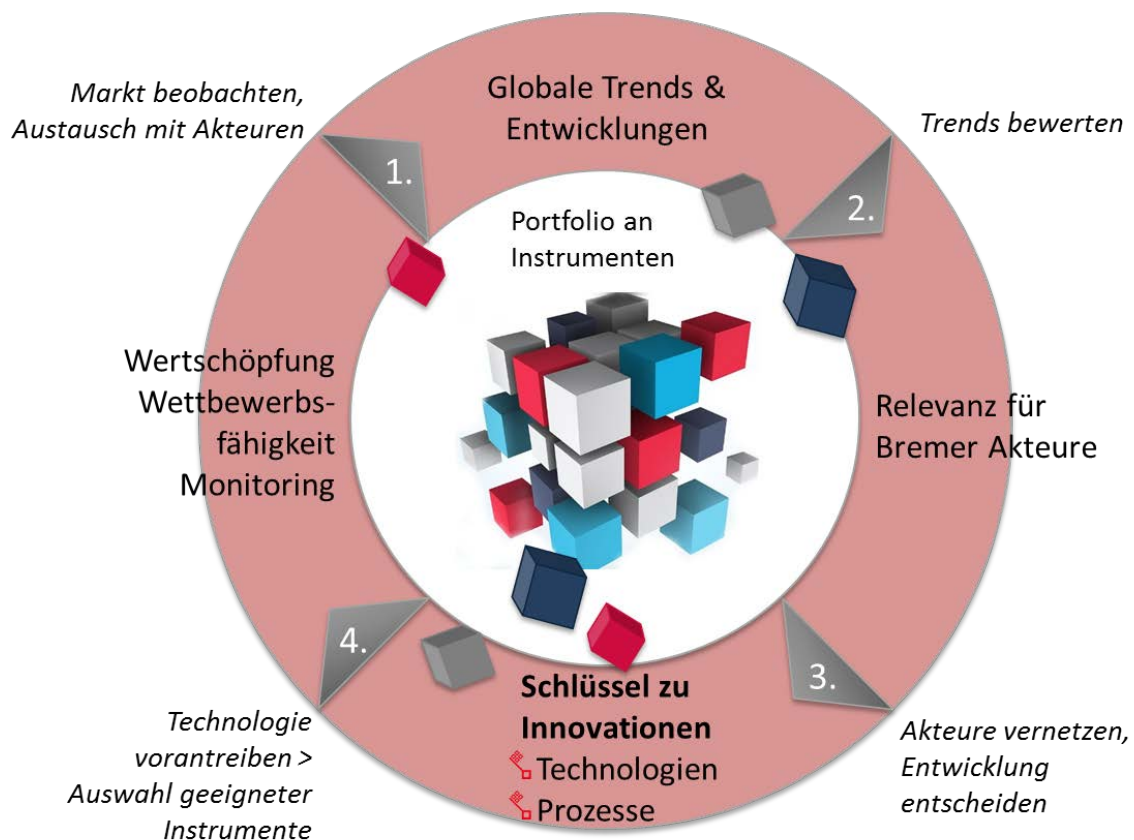 Globale Trends &
Entwicklungen
Markt beobachten,
Austausch mit Akteuren
1.
Trends bewerten
2.
Portfolio an
Instrumenten
Wertschöpfung
Wettbewerbs-
fähigkeit
Monitoring
Relevanz für
Bremer Akteure
4.
3.
Schlüssel zu
Innovationen
Technologien
Prozesse
Technologie
vorantreiben >
Auswahl geeigneter
Instrumente
Akteure vernetzen,
Entwicklung
entscheiden